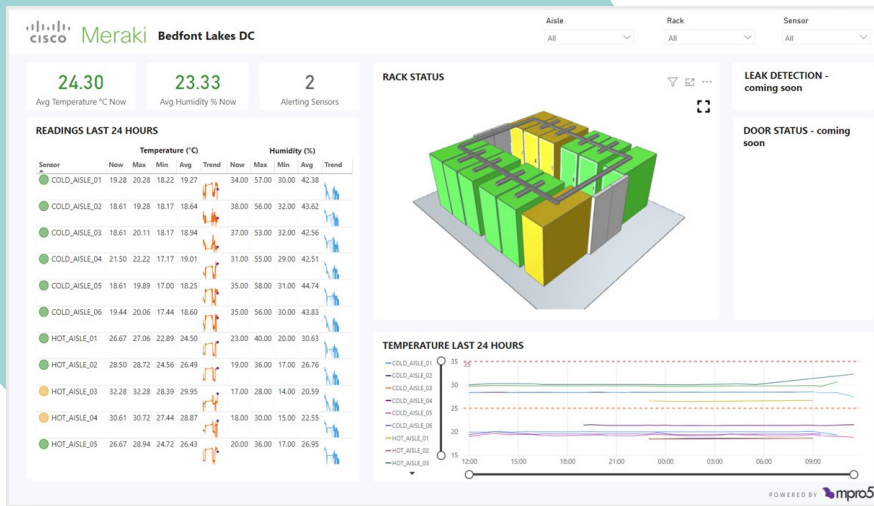 CISCO Meraki Bedfont Lakes DC
Aisle Rack Sensor
All All All
24.30
Avg Temperature °C Now
23.33
Avg Humidity % Now
2
Alerting Sensors
READINGS LAST 24 HOURS
Temperature (°C) Humidity (%)
Sensor Now Max Min Avg Trend Now Max Min Avg Trend
COLD_AISLE_01 19.28 20.28 18.22 19.27 34.00 57.00 30.00 42.38
COLD_AISLE_02 18.61 19.28 18.17 18.64 38.00 56.00 32.00 43.62
COLD_AISLE_03 18.61 20.11 18.17 18.94 37.00 53.00 32.00 42.56
COLD_AISLE_04 21.50 22.22 17.17 19.01 31.00 55.00 29.00 42.51
COLD_AISLE_05 18.61 19.89 17.00 18.25 35.00 58.00 31.00 44.74
COLD_AISLE_06 19.44 20.06 17.44 18.60 35.00 56.00 30.00 43.83
HOT_AISLE_01 26.67 27.06 22.89 24.50 23.00 40.00 20.00 30.63
HOT_AISLE_02 28.50 28.72 24.56 26.49 19.00 36.00 17.00 26.76
HOT_AISLE_03 32.28 32.28 28.39 29.95 17.00 28.00 14.00 20.59
HOT_AISLE_04 30.61 30.72 27.44 28.87 18.00 30.00 15.00 22.55
HOT_AISLE_05 26.67 28.94 24.72 26.43 20.00 36.00 17.00 26.95
RACK STATUS
LEAK DETECTION -
coming soon
DOOR STATUS - coming
soon
TEMPERATURE LAST 24 HOURS
COLD_AISLE_01
COLD_AISLE_02
COLD_AISLE_03
COLD_AISLE_04
COLD_AISLE_05
COLD_AISLE_06
HOT_AISLE_01
HOT_AISLE_02
HOT_AISLE_03
35
35
30
25
20
15
12:00 15:00 18:00 21:00 00:00 03:00 06:00 09:00
POWERED BY mpro5